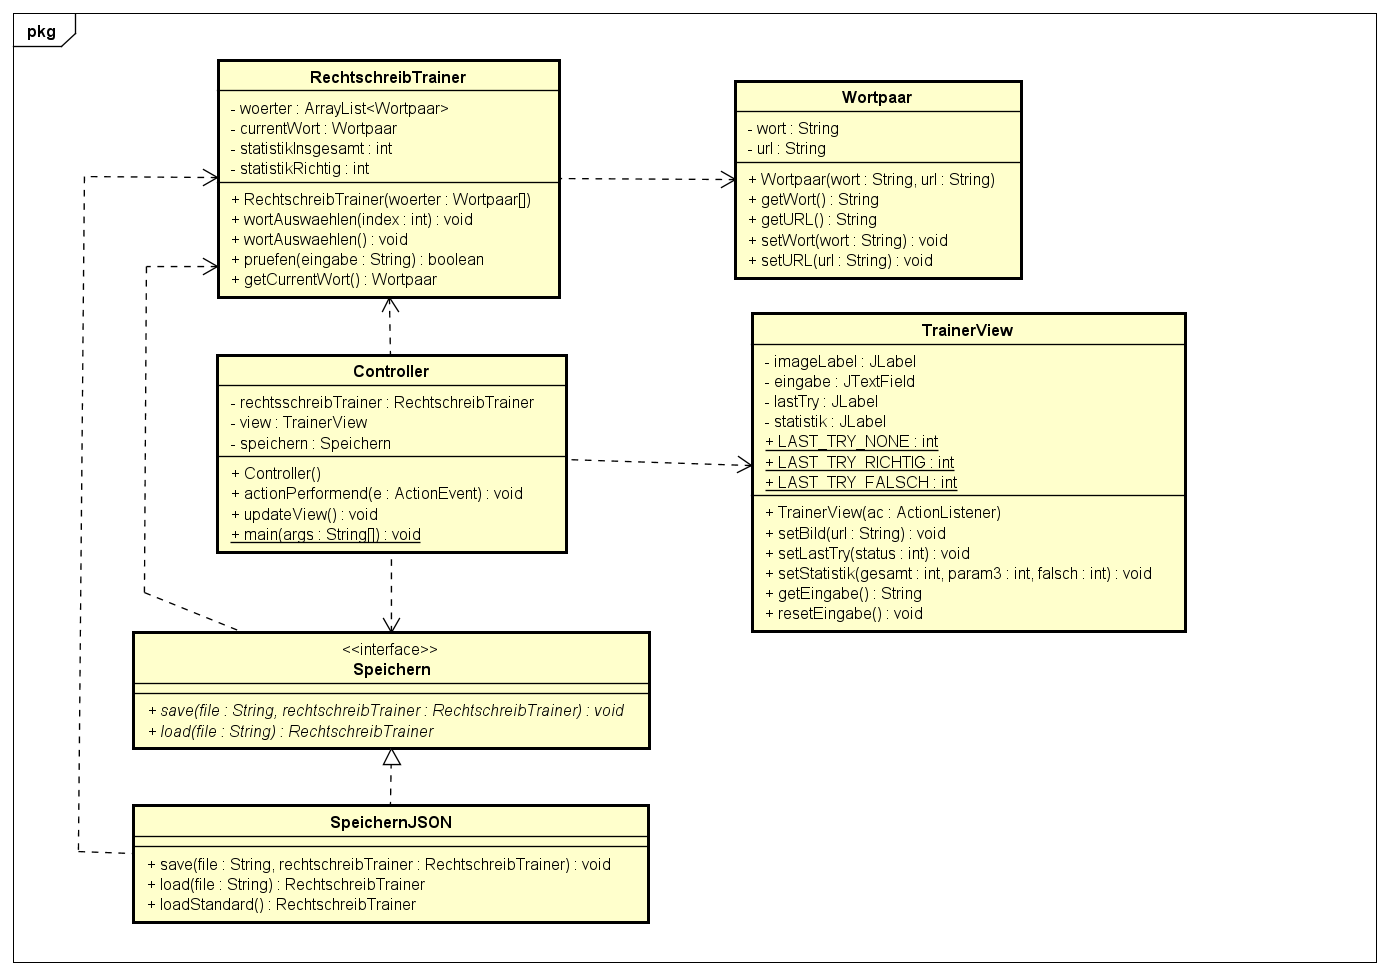 pkg
RechtschreibTrainer
- woerter : ArrayList<Wortpaar>
- currentWort : Wortpaar
- statistikInsgesamt : int
- statistikRichtig : int
+ RechtschreibTrainer(woerter : Wortpaar[])
+ wortAuswaehlen(index : int) : void
+ wortAuswaehlen() : void
+ pruefen(eingabe : String) : boolean
+ getCurrentWort() : Wortpaar
Wortpaar
- wort : String
- url : String
+ Wortpaar(wort : String, url : String)
+ getWort() : String
+ getURL() : String
+ setWort(wort : String) : void
+ setURL(url : String) : void
TrainerView
- imageLabel : JLabel
- eingabe : JTextField
- lastTry : JLabel
- statistik : JLabel
+ LAST_TRY_NONE : int
+ LAST_TRY_RICHTIG : int
+ LAST_TRY_FALSCH : int
+ TrainerView(ac : ActionListener)
+ setBild(url : String) : void
+ setLastTry(status : int) : void
+ setStatistik(gesamt : int, param3 : int, falsch : int) : void
+ getEingabe() : String
+ resetEingabe() : void
Controller
- rechtsschreibTrainer : RechtschreibTrainer
- view : TrainerView
- speichern : Speichern
+ Controller()
+ actionPerformend(e : ActionEvent) : void
+ updateView() : void
+ main(args : String[]) : void
<<interface>>
Speichern
+ save(file : String, rechtschreibTrainer : RechtschreibTrainer) : void
+ load(file : String) : RechtschreibTrainer
SpeichernJSON
+ save(file : String, rechtschreibTrainer : RechtschreibTrainer) : void
+ load(file : String) : RechtschreibTrainer
+ loadStandard() : RechtschreibTrainer